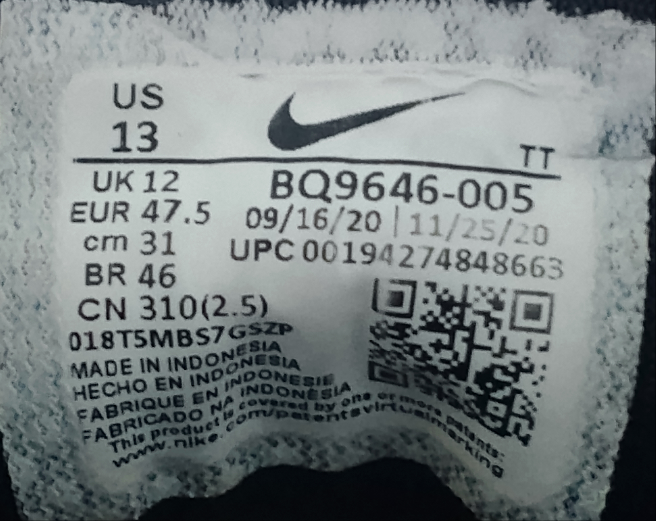 US
13
TT
UK 12
EUR 47.5
cm 31
BR 46
CN 310(2.5)
BQ9646-005
09/16/20 | 11/25/20
UPC 00194274848663
018T5MBS7GSZP
MADE IN INDONESIA
HECHO EN INDONESIA
FABRIQUE EN INDONESIE
FABRICADO NA INDONÉSIA
This product is covered by one or more patents:
www.nike.com/patentsvirtualmarking